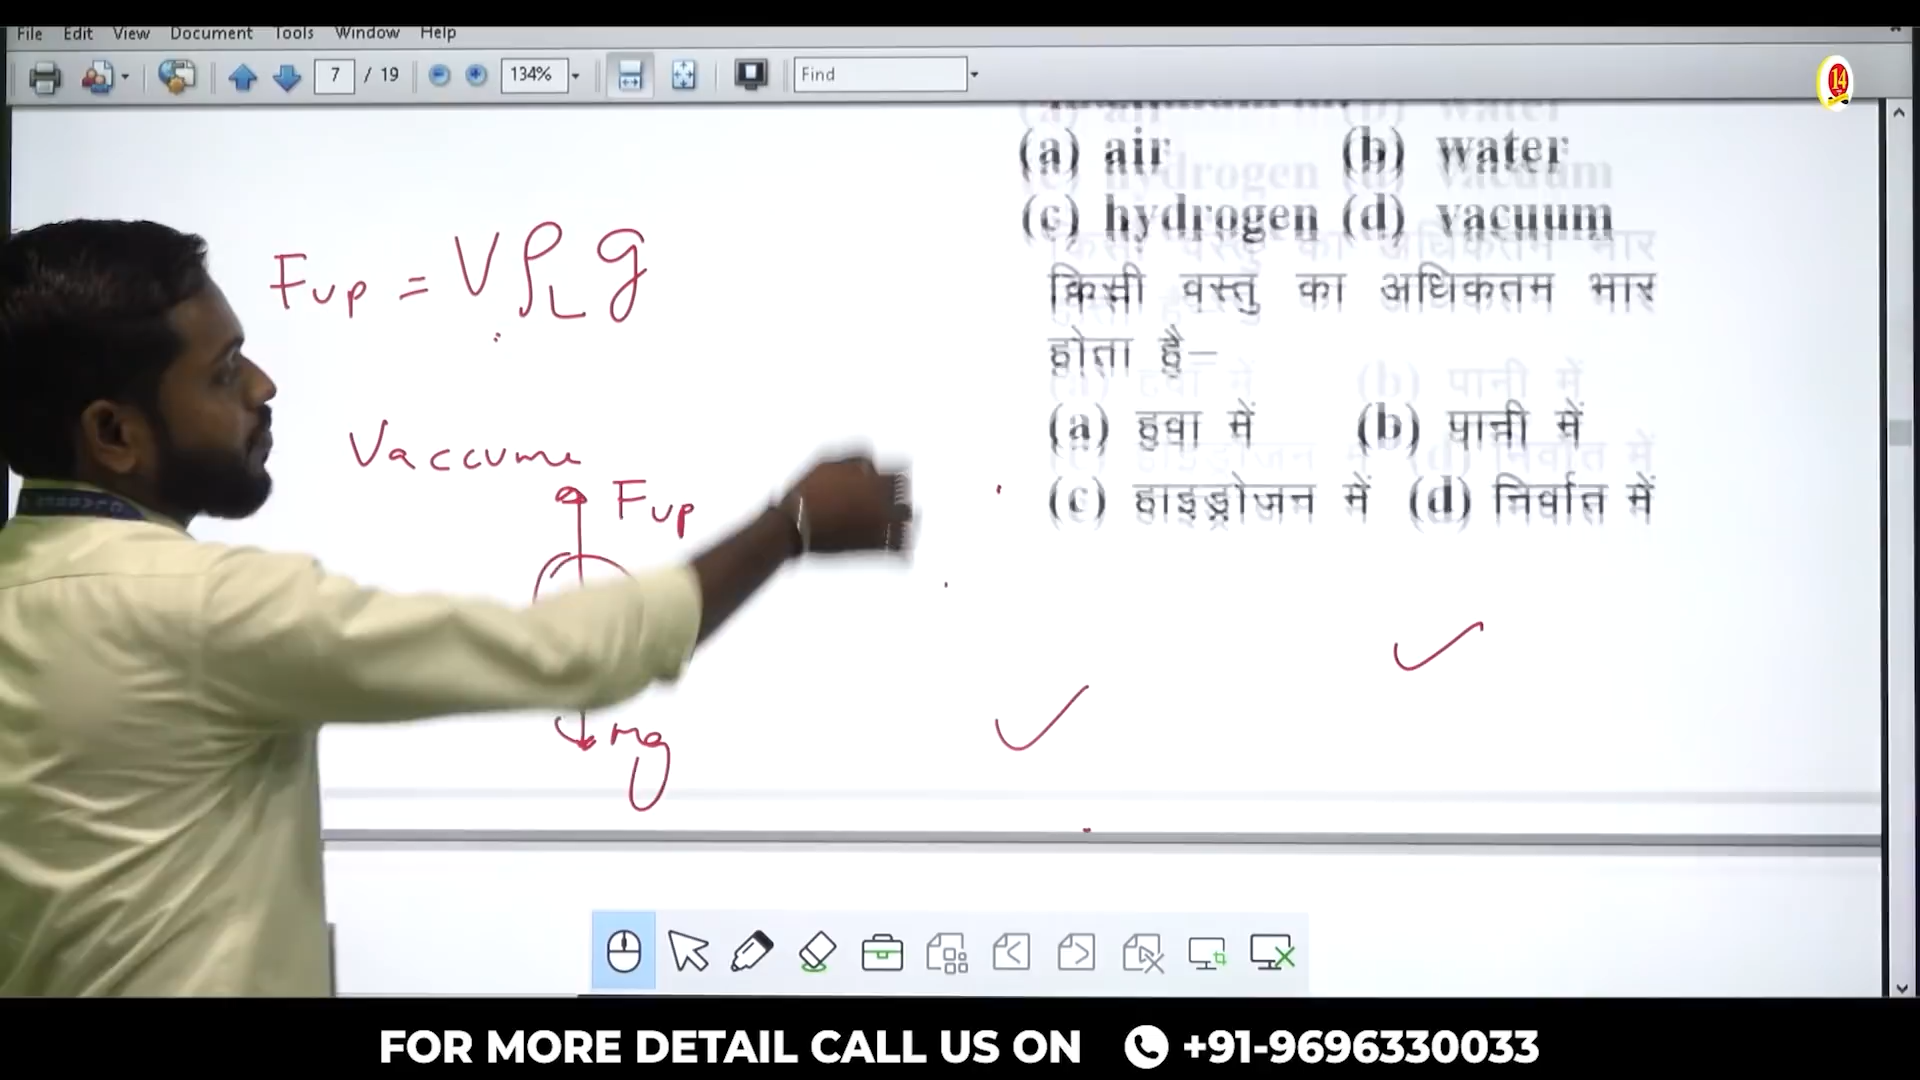 File Edit View Document Tools Window Help
7 / 19 134% Find
14
(a) air (b) water
(c) hydrogen (d) vacuum
किसी वस्तु का अधिकतम भार
होता है–
(a) हवा में (b) पानी में
(c) हाइड्रोजन में (d) निर्वात में
Fup = VρLg
Vaccume
Fup
mg
FOR MORE DETAIL CALL US ON +91-9696330033